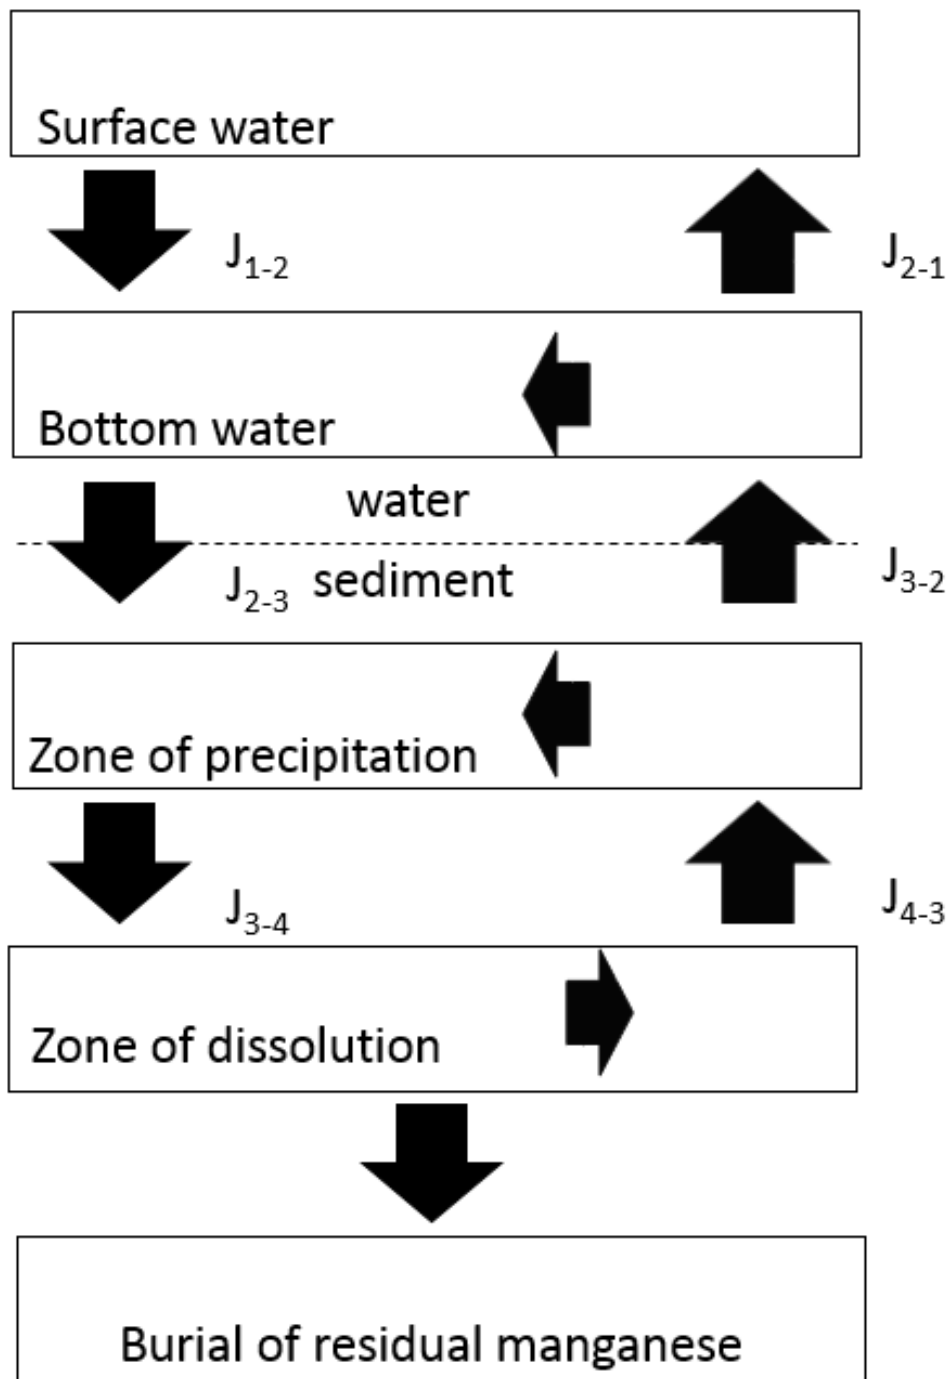 Surface water
J1-2
J2-1
Bottom water
water
J2-3 sediment
J3-2
Zone of precipitation
J3-4
J4-3
Zone of dissolution
Burial of residual manganese